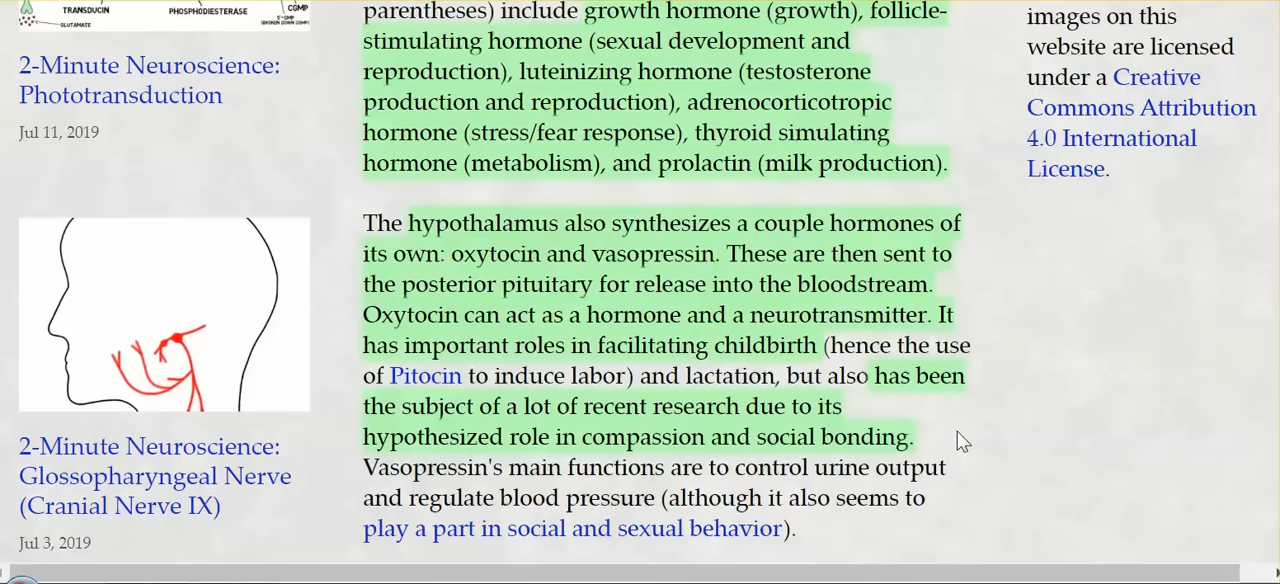 TRANSDUCIN
PHOSPHODIESTERASE
CGMP
5'-GMP
(BROKEN DOWN CGMP)
GLUTAMATE
2-Minute Neuroscience:
Phototransduction
Jul 11, 2019
2-Minute Neuroscience:
Glossopharyngeal Nerve
(Cranial Nerve IX)
Jul 3, 2019
parentheses) include growth hormone (growth), follicle-
stimulating hormone (sexual development and
reproduction), luteinizing hormone (testosterone
production and reproduction), adrenocorticotropic
hormone (stress/fear response), thyroid simulating
hormone (metabolism), and prolactin (milk production).
The hypothalamus also synthesizes a couple hormones of
its own: oxytocin and vasopressin. These are then sent to
the posterior pituitary for release into the bloodstream.
Oxytocin can act as a hormone and a neurotransmitter. It
has important roles in facilitating childbirth (hence the use
of Pitocin to induce labor) and lactation, but also has been
the subject of a lot of recent research due to its
hypothesized role in compassion and social bonding.
Vasopressin's main functions are to control urine output
and regulate blood pressure (although it also seems to
play a part in social and sexual behavior).
images on this
website are licensed
under a Creative
Commons Attribution
4.0 International
License.